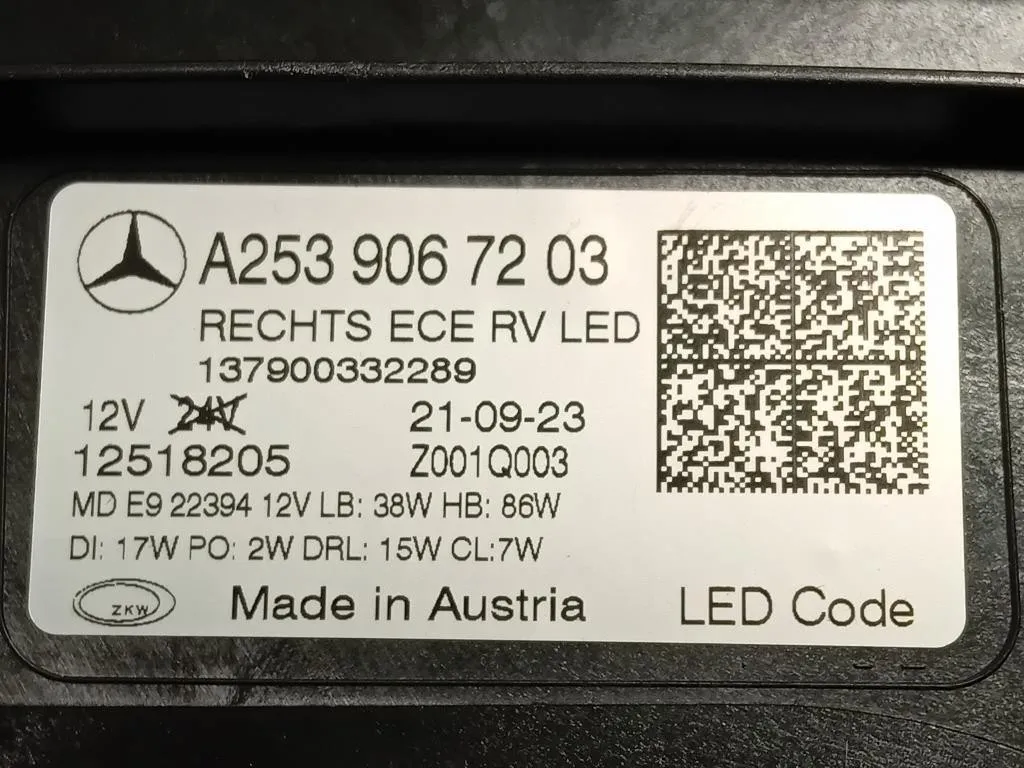 A253 906 72 03
RECHTS ECE RV LED
137900332289
12V 24V 21-09-23
12518205 Z001Q003
MD E9 22394 12V LB: 38W HB: 86W
DI: 17W PO: 2W DRL: 15W CL:7W
ZKW Made in Austria LED Code